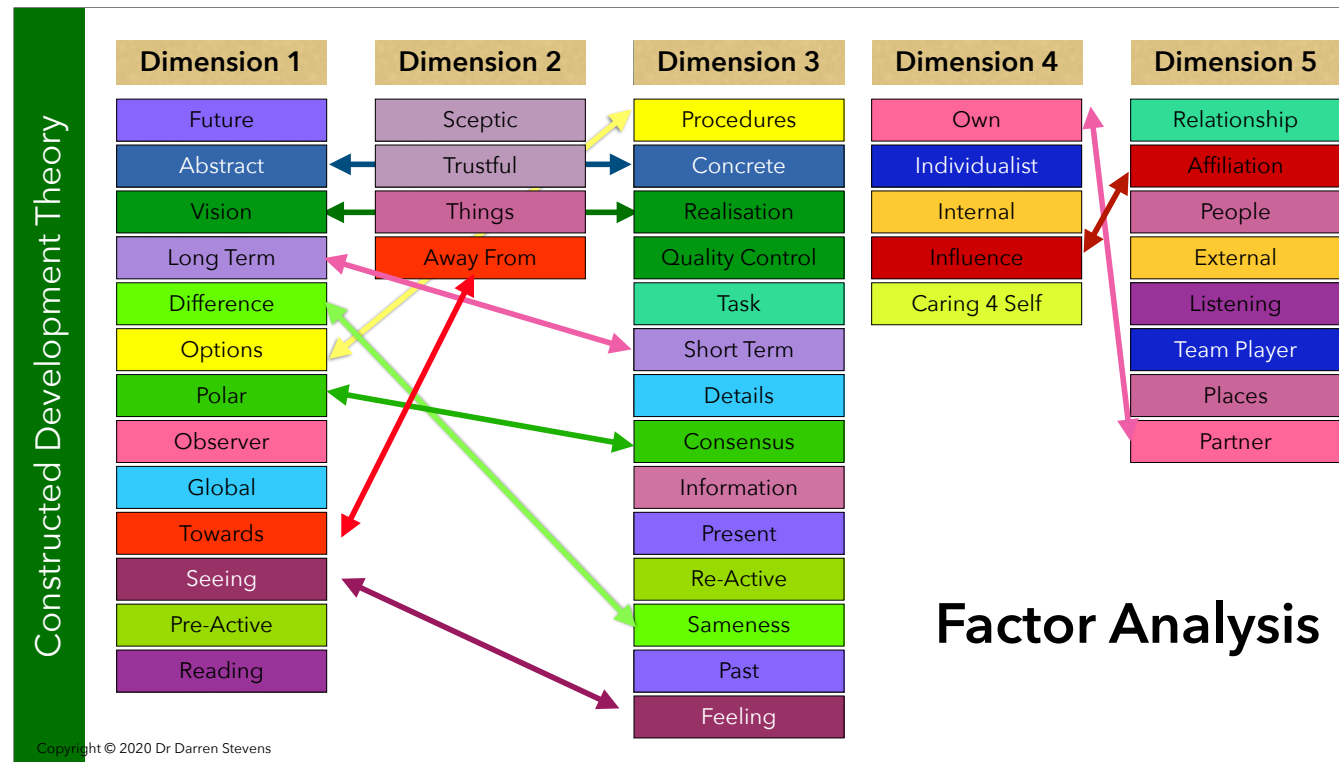 Constructed Development Theory
Dimension 1
Future
Abstract
Vision
Long Term
Difference
Options
Polar
Observer
Global
Towards
Seeing
Pre-Active
Reading
Dimension 2
Sceptic
Trustful
Things
Away From
Dimension 3
Procedures
Concrete
Realisation
Quality Control
Task
Short Term
Details
Consensus
Information
Present
Re-Active
Sameness
Past
Feeling
Dimension 4
Own
Individualist
Internal
Influence
Caring 4 Self
Dimension 5
Relationship
Affiliation
People
External
Listening
Team Player
Places
Partner
Factor Analysis
Copyright © 2020 Dr Darren Stevens